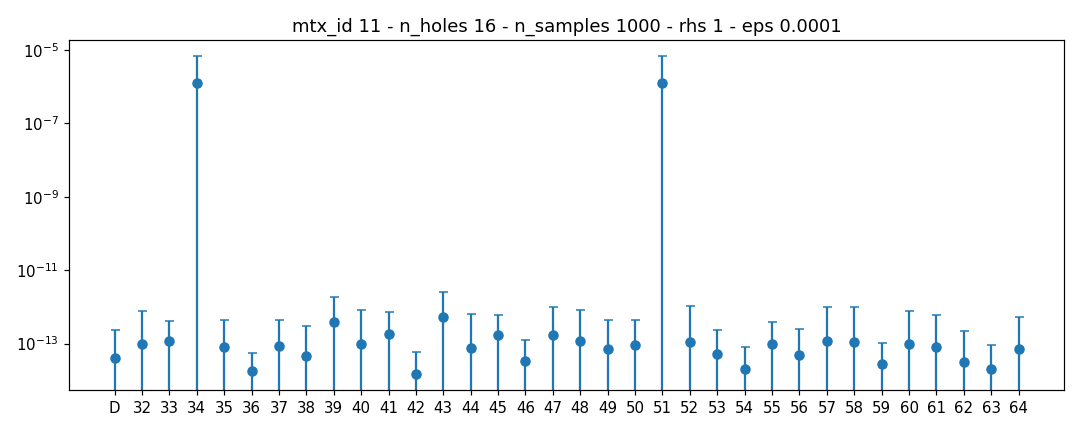 mtx_id 11 - n_holes 16 - n_samples 1000 - rhs 1 - eps 0.0001
10⁻⁵
10⁻⁷
10⁻⁹
10⁻¹¹
10⁻¹³
D 32 33 34 35 36 37 38 39 40 41 42 43 44 45 46 47 48 49 50 51 52 53 54 55 56 57 58 59 60 61 62 63 64